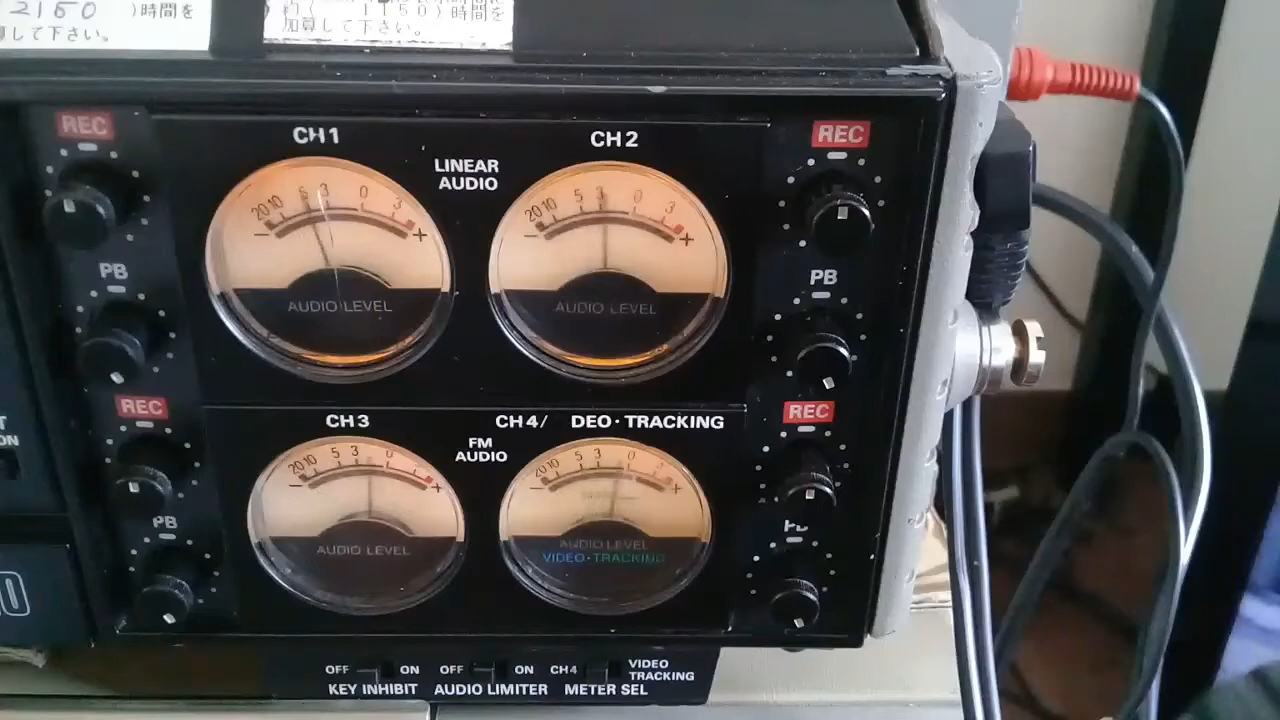 2150 )時間を
して下さい。
1150)時間を
加算して下さい。
REC
CH1
CH2
REC
LINEAR
AUDIO
20 10 5 3 0 3
- +
20 10 5 3 0 3
- +
PB
PB
AUDIO LEVEL
AUDIO LEVEL
REC
CH3
CH4/ DEO·TRACKING
REC
FM
AUDIO
ON
20 10 5 3 0
- +
20 10 5 3 0 3
- +
PB
AUDIO LEVEL
AUDIO LEVEL
VIDEO·TRACKING
OFF ON
KEY INHIBIT
OFF ON
AUDIO LIMITER
CH4 VIDEO
TRACKING
METER SEL